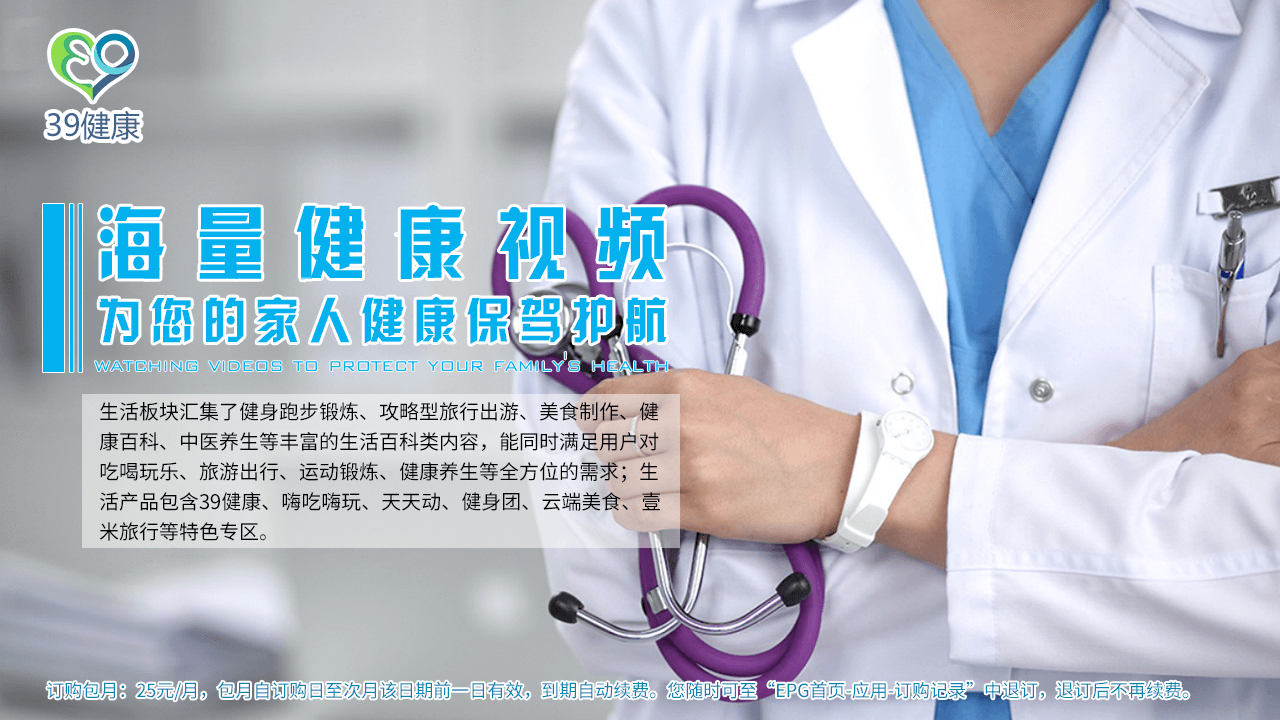 39健康
海量健康视频
为您的家人健康保驾护航
WATCHING VIDEOS TO PROTECT YOUR FAMILY'S HEALTH
生活板块汇集了健身跑步锻炼、攻略型旅行出游、美食制作、健
康百科、中医养生等丰富的生活百科类内容，能同时满足用户对
吃喝玩乐、旅游出行、运动锻炼、健康养生等全方位的需求；生
活产品包含39健康、嗨吃嗨玩、天天动、健身团、云端美食、壹
米旅行等特色专区。
订购包月：25元/月，包月自订购日至次月该日期前一日有效，到期自动续费。您随时可至“EPG首页-应用-订购记录”中退订，退订后不再续费。